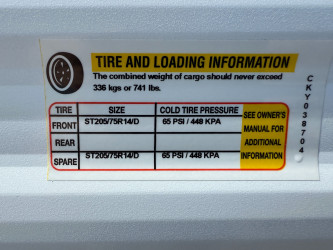 TIRE AND LOADING INFORMATION
The combined weight of cargo should never exceed
336 kgs or 741 lbs.
TIRE SIZE COLD TIRE PRESSURE SEE OWNER'S MANUAL FOR ADDITIONAL INFORMATION
FRONT ST205/75R14/D 65 PSI / 448 KPA
REAR
SPARE ST205/75R14/D 65 PSI / 448 KPA
CKY038704